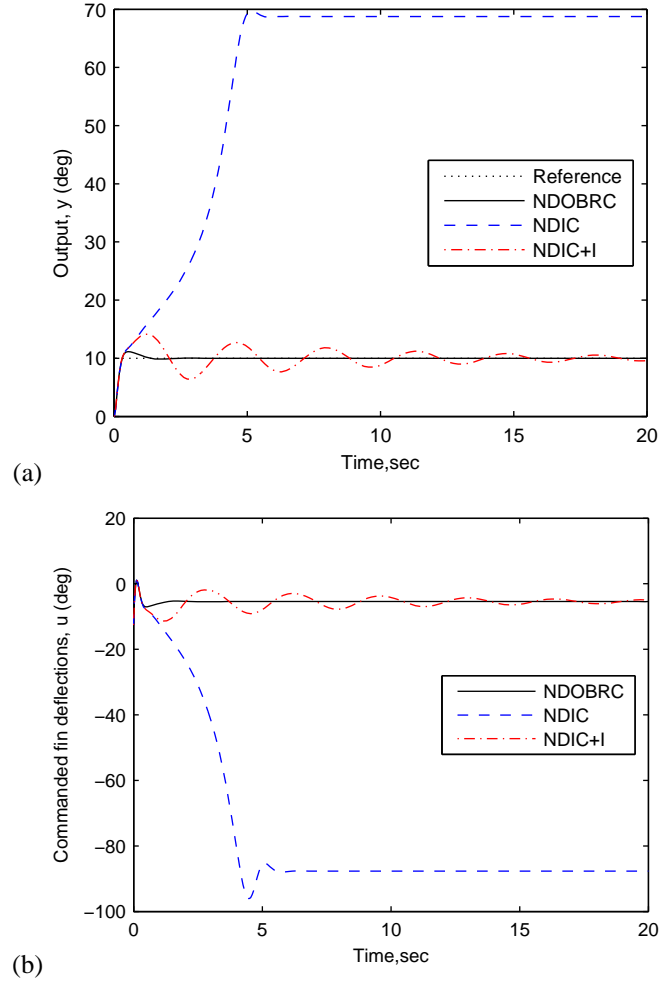 70
60
50
40
30
20
10
0
Output, y (deg)
Reference
NDOBRC
NDIC
NDIC+I
0 5 10 15 20
Time,sec
(a)
20
0
−20
−40
−60
−80
−100
Commanded fin deflections, u (deg)
NDOBRC
NDIC
NDIC+I
0 5 10 15 20
Time,sec
(b)